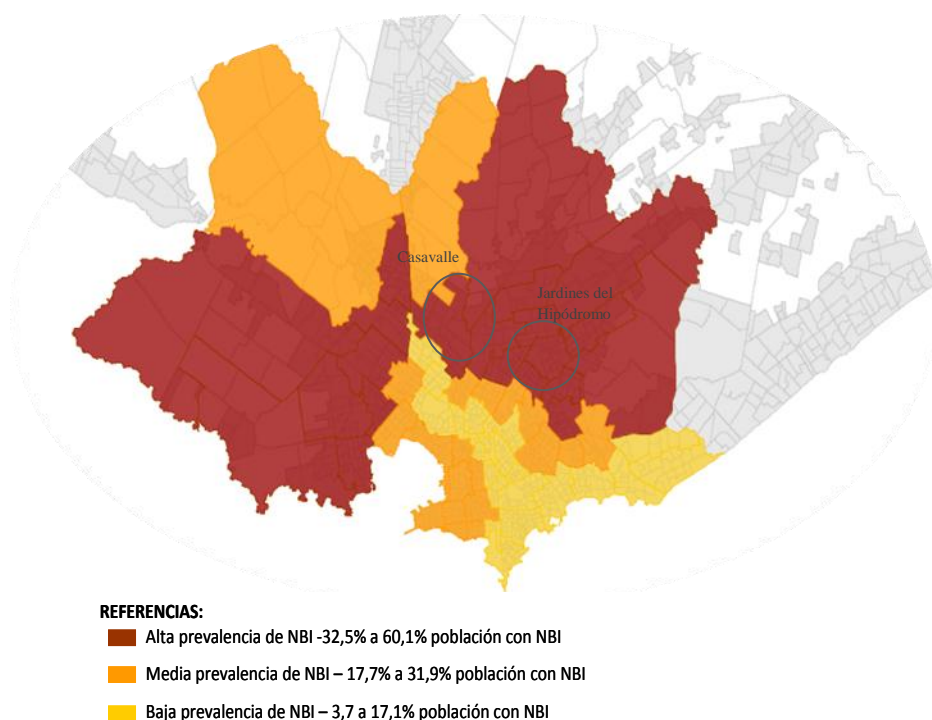 Casavalle
Jardines del
Hipódromo
REFERENCIAS:
Alta prevalencia de NBI -32,5% a 60,1% población con NBI
Media prevalencia de NBI – 17,7% a 31,9% población con NBI
Baja prevalencia de NBI – 3,7 a 17,1% población con NBI